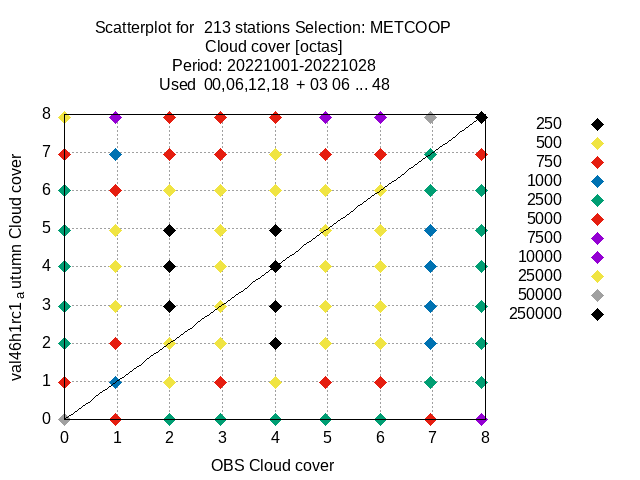 Scatterplot for  213 stations Selection: METCOOP
Cloud cover [octas]
Period: 20221001-20221028
Used  00,06,12,18  + 03 06 ... 48
8
7
6
5
4
3
2
1
0
val46h1rc1 a utumn Cloud cover
0 1 2 3 4 5 6 7 8
OBS Cloud cover
250
500
750
1000
2500
5000
7500
10000
25000
50000
250000